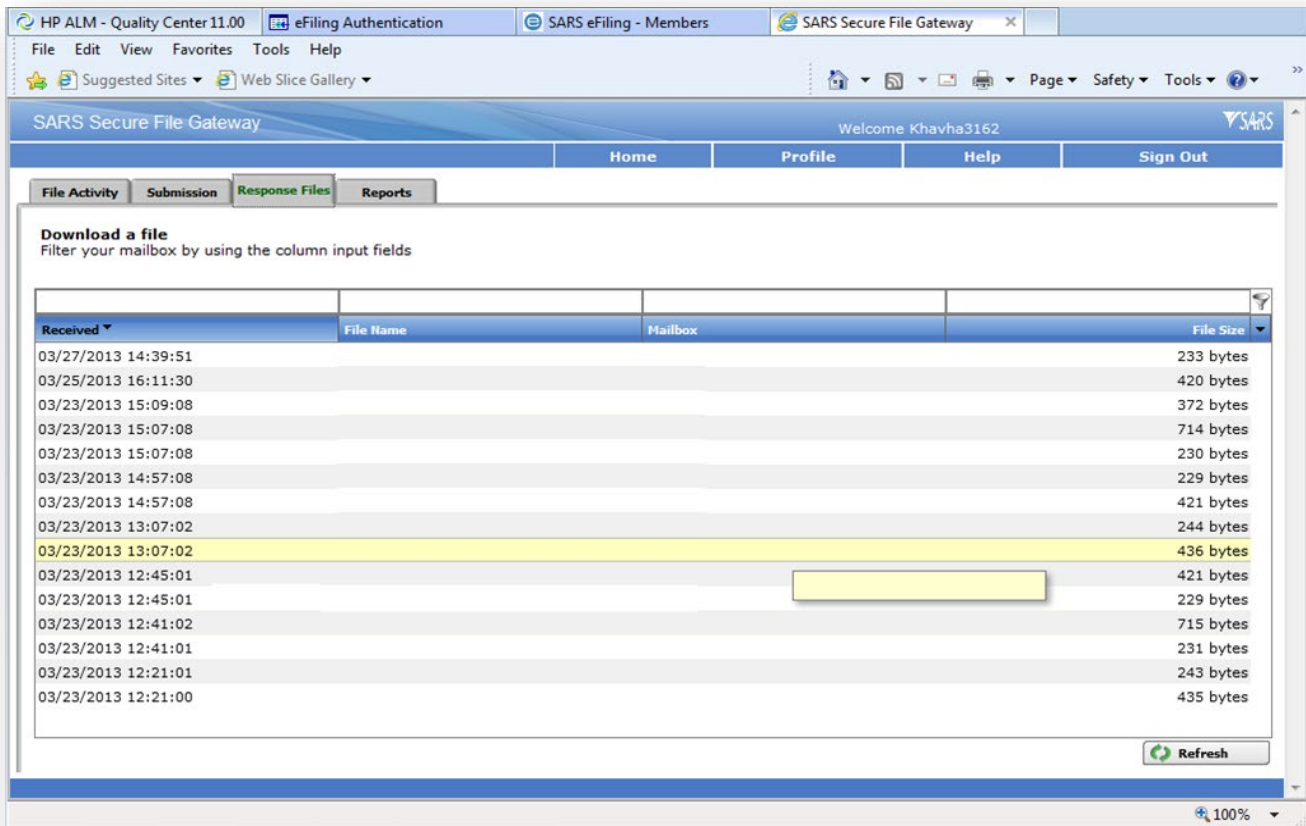 HP ALM - Quality Center 11.00 eFiling Authentication SARS eFiling - Members SARS Secure File Gateway
File Edit View Favorites Tools Help
Suggested Sites Web Slice Gallery Page Safety Tools
SARS Secure File Gateway Welcome Khavha3162 SARS
Home Profile Help Sign Out
File Activity Submission Response Files Reports
Download a file
Filter your mailbox by using the column input fields
Received File Name Mailbox File Size
03/27/2013 14:39:51 233 bytes
03/25/2013 16:11:30 420 bytes
03/23/2013 15:09:08 372 bytes
03/23/2013 15:07:08 714 bytes
03/23/2013 15:07:08 230 bytes
03/23/2013 14:57:08 229 bytes
03/23/2013 14:57:08 421 bytes
03/23/2013 13:07:02 244 bytes
03/23/2013 13:07:02 436 bytes
03/23/2013 12:45:01 421 bytes
03/23/2013 12:45:01 229 bytes
03/23/2013 12:41:02 715 bytes
03/23/2013 12:41:01 231 bytes
03/23/2013 12:21:01 243 bytes
03/23/2013 12:21:00 435 bytes
Refresh
100%